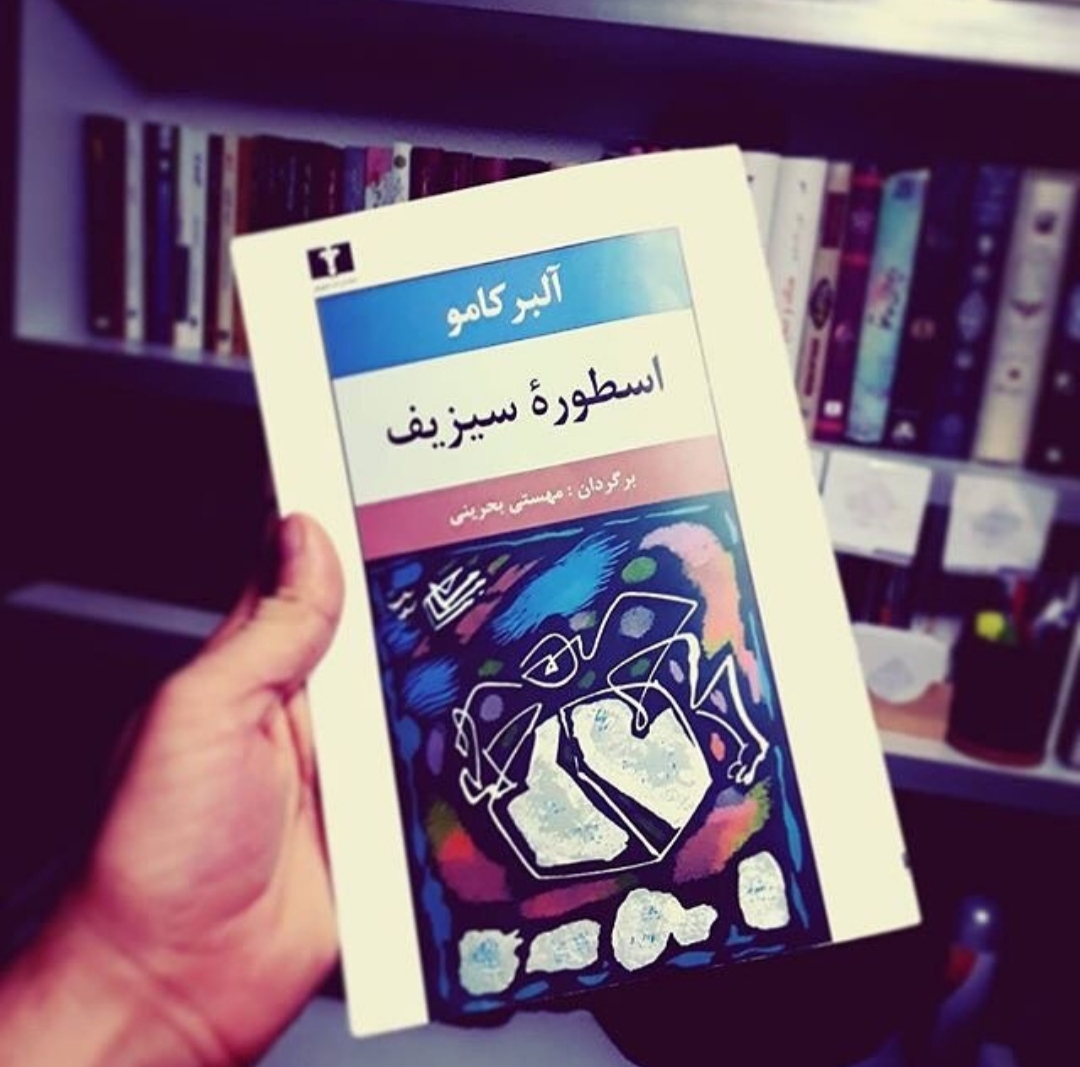 آلبر کامو
اسطورهٔ سیزیف
برگردان : مهستی بحرینی